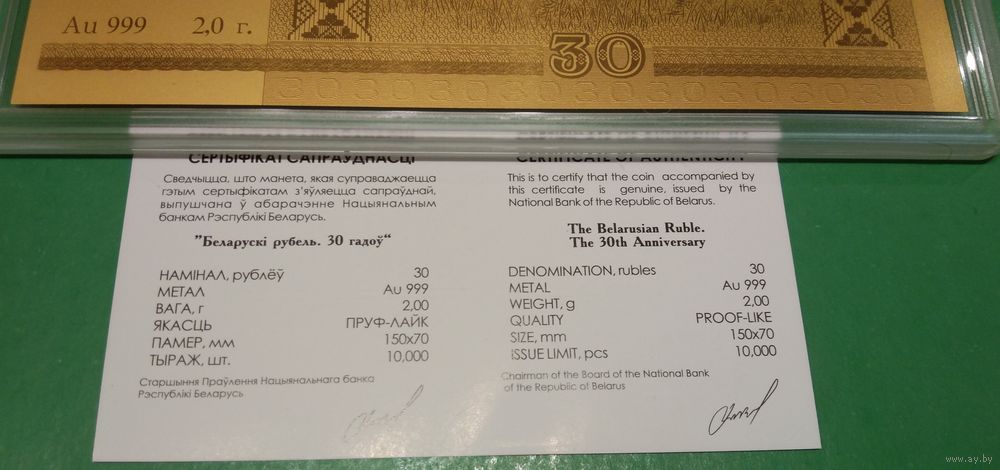 Au 999 2,0 г.
30
30303030303030303030
СЕРТЫФІКАТ САПРАЎДНАСЦІ
Сведчыцца, што манета, якая суправаджаецца
гэтым сертыфікатам з'яўляецца сапраўднай,
выпушчана ў абарачэнне Нацыянальным
банкам Рэспублікі Беларусь.
"Беларускі рубель. 30 гадоў"
НАМІНАЛ, рублёў 30
МЕТАЛ Au 999
ВАГА, г 2,00
ЯКАСЦЬ ПРУФ-ЛАЙК
ПАМЕР, мм 150x70
ТЫРАЖ, шт. 10,000
Старшыння Праўлення Нацыянальнага банка
Рэспублікі Беларусь
CERTIFICATE OF AUTHENTICITY
This is to certify that the coin accompanied by
this certificate is genuine, issued by the
National Bank of the Republic of Belarus.
The Belarusian Ruble.
The 30th Anniversary
DENOMINATION, rubles 30
METAL Au 999
WEIGHT, g 2,00
QUALITY PROOF-LIKE
SIZE, mm 150x70
ISSUE LIMIT, pcs 10,000
Chairman of the Board of the National Bank
of the Republic of Belarus
www.ay.by